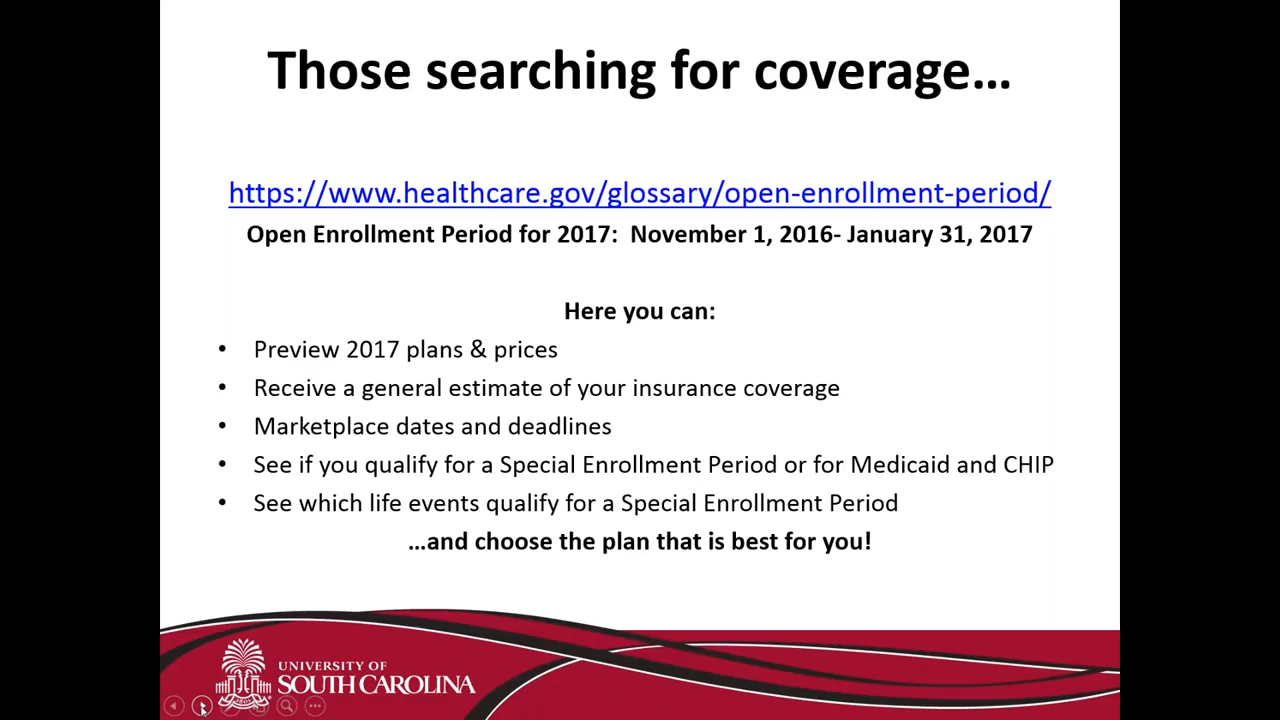 Those searching for coverage...
https://www.healthcare.gov/glossary/open-enrollment-period/
Open Enrollment Period for 2017:  November 1, 2016- January 31, 2017
Here you can:
• Preview 2017 plans & prices
• Receive a general estimate of your insurance coverage
• Marketplace dates and deadlines
• See if you qualify for a Special Enrollment Period or for Medicaid and CHIP
• See which life events qualify for a Special Enrollment Period
...and choose the plan that is best for you!
UNIVERSITY OF
SOUTH CAROLINA